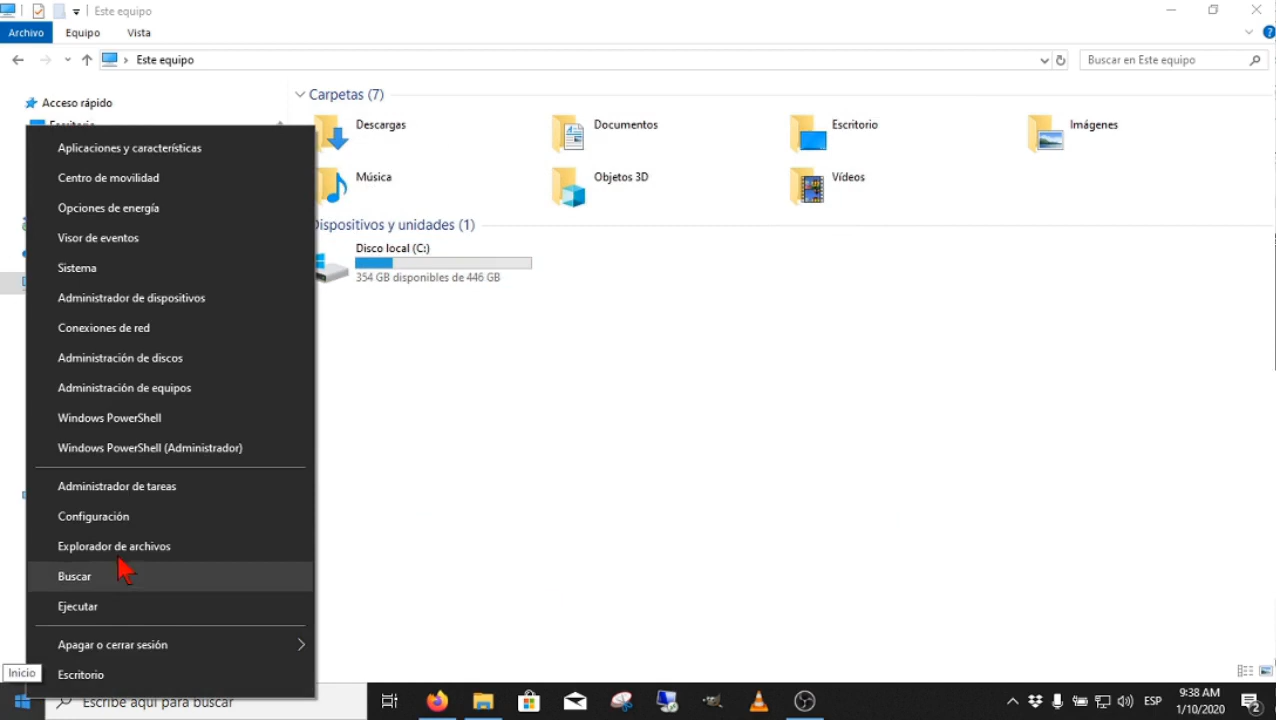 Este equipo
Archivo
Equipo
Vista
Este equipo
Buscar en Este equipo
Acceso rápido
Escritorio
Carpetas (7)
Descargas
Documentos
Escritorio
Imágenes
Música
Objetos 3D
Vídeos
Dispositivos y unidades (1)
Disco local (C:)
354 GB disponibles de 446 GB
Aplicaciones y características
Centro de movilidad
Opciones de energía
Visor de eventos
Sistema
Administrador de dispositivos
Conexiones de red
Administración de discos
Administración de equipos
Windows PowerShell
Windows PowerShell (Administrador)
Administrador de tareas
Configuración
Explorador de archivos
Buscar
Ejecutar
Apagar o cerrar sesión
Escritorio
Inicio
Escribe aquí para buscar
ESP
9:38 AM
1/10/2020
2